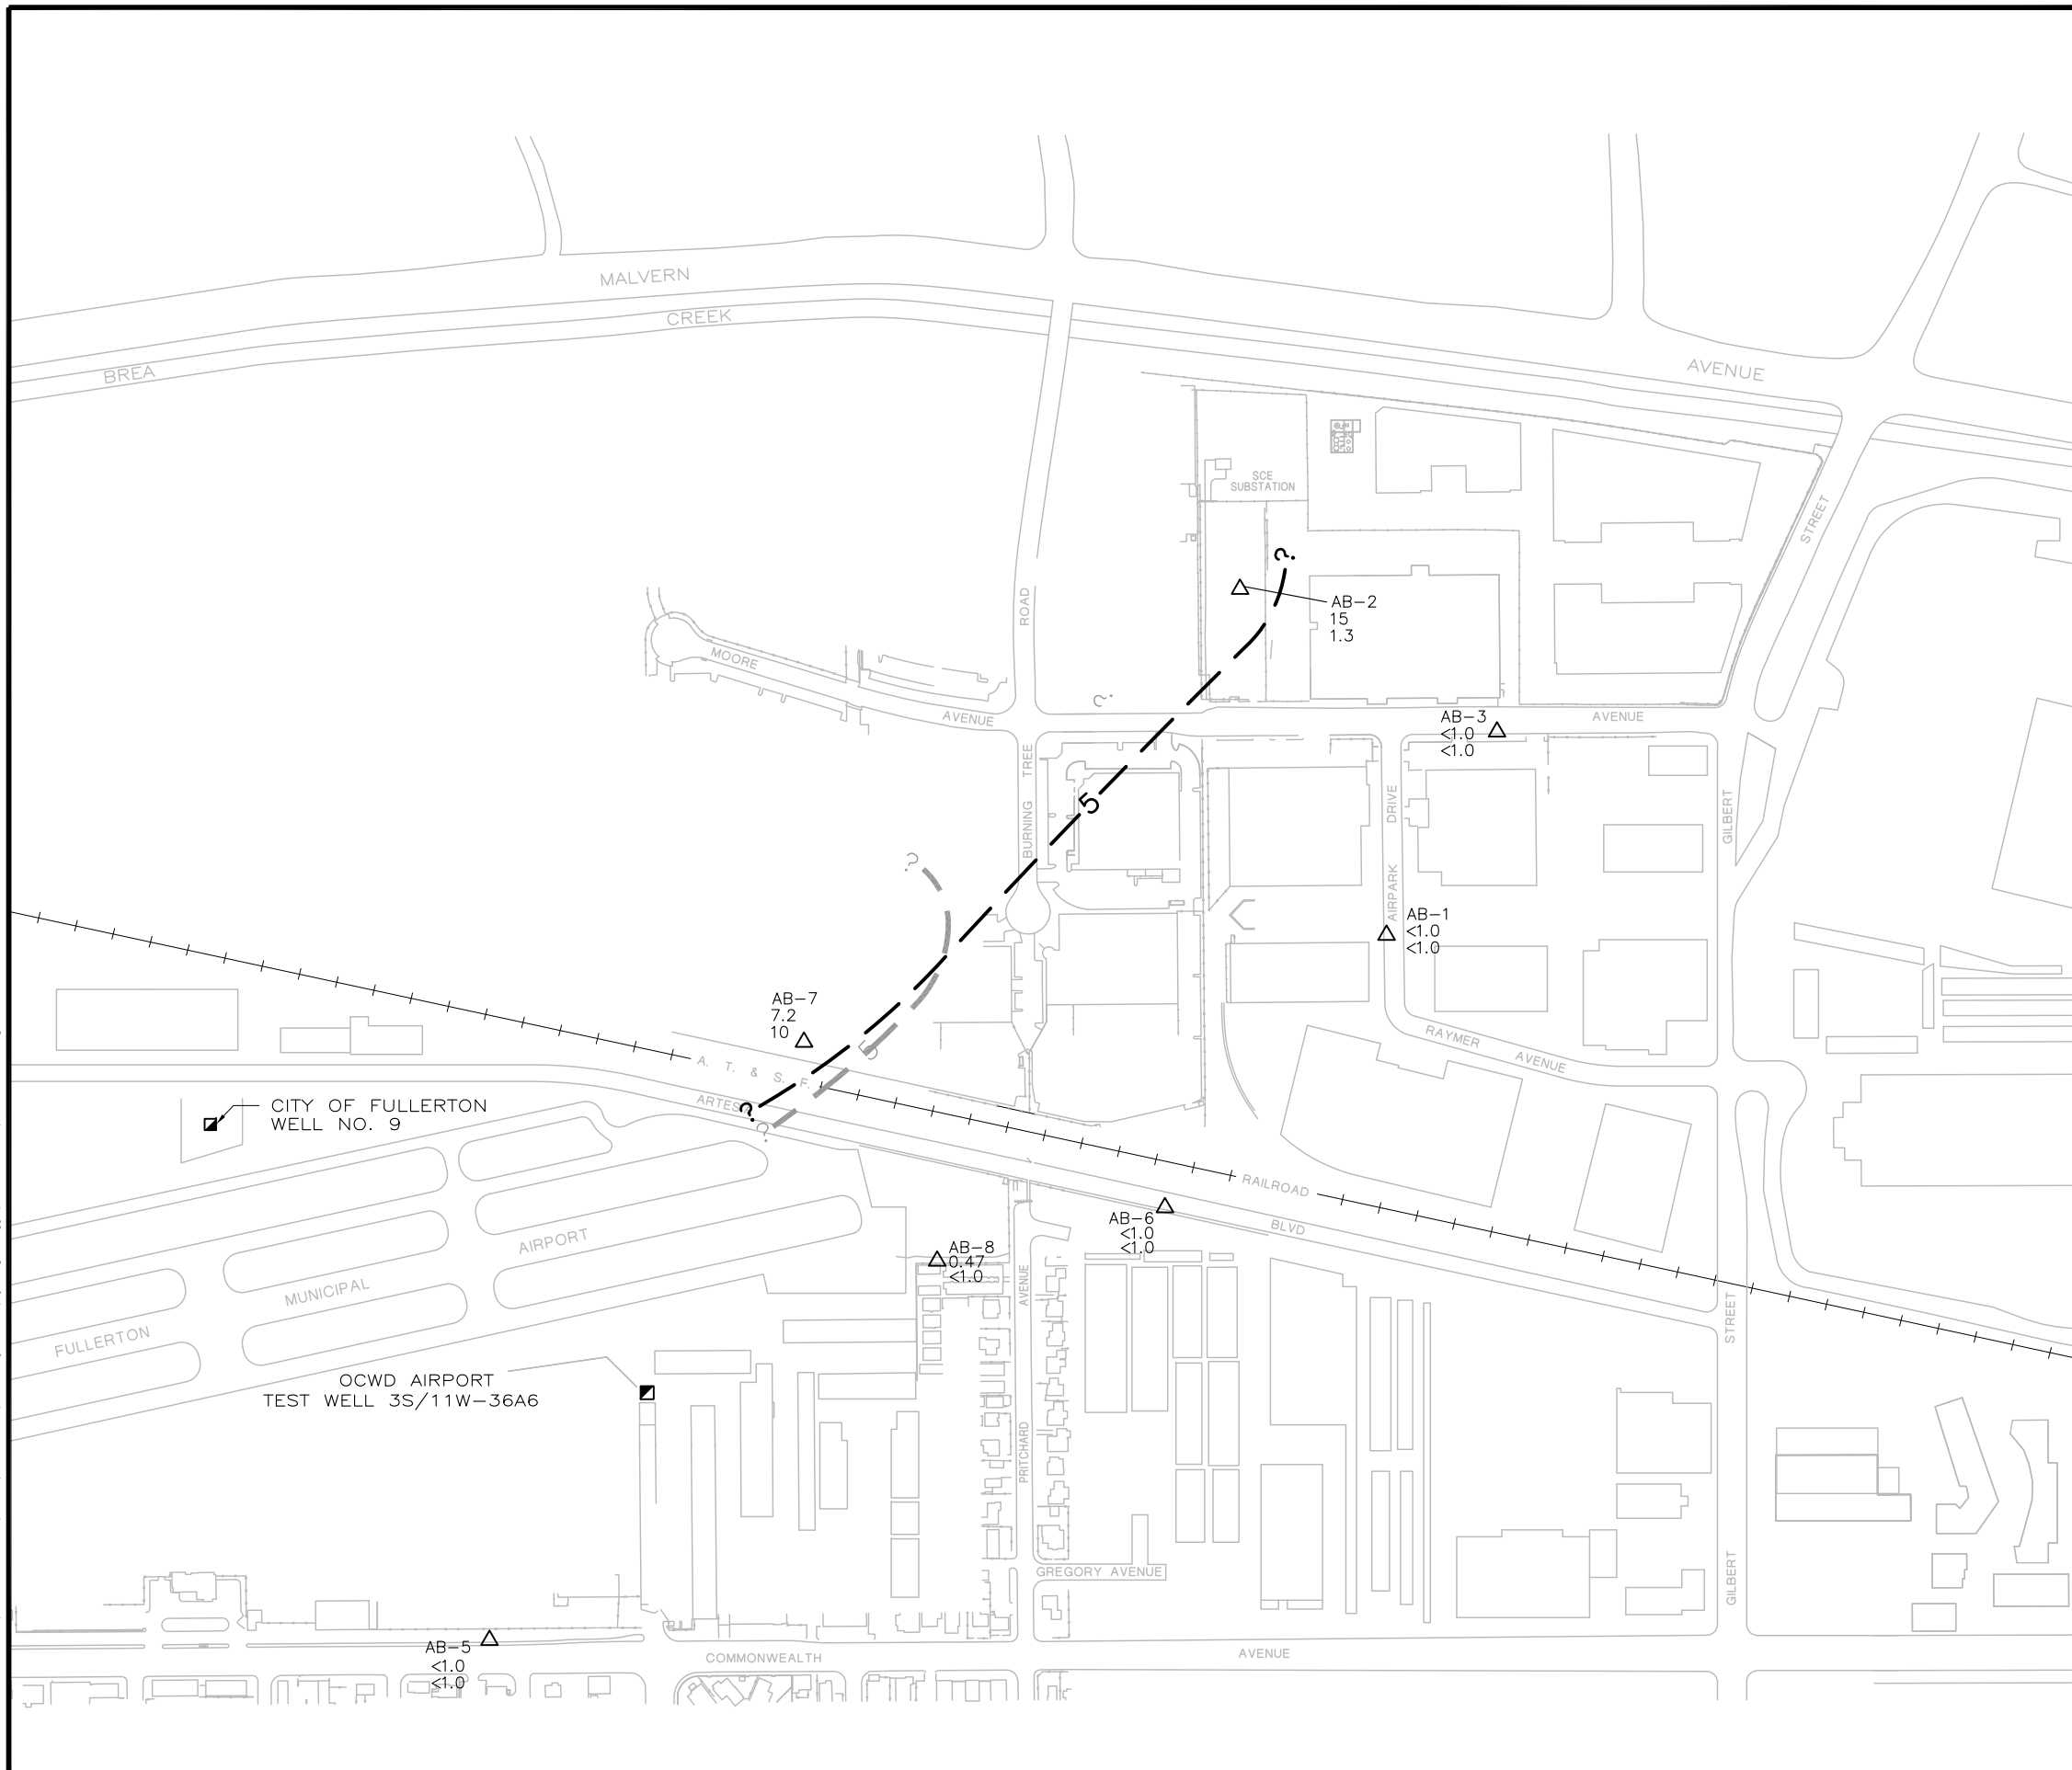 MALVERN
CREEK
BREA
AVENUE
SCE
SUBSTATION
STREET
?
AB-2
15
1.3
ROAD
MOORE
?
AVENUE
AVENUE
AB-3
<1.0
<1.0
BURNING TREE
5
DRIVE
GILBERT
?
AIRPARK
AB-1
<1.0
<1.0
AB-7
7.2
10
RAYMER
AVENUE
5
A. T. & S. F.
?
?
CITY OF FULLERTON
WELL NO. 9
RAILROAD
BLVD
AB-6
<1.0
<1.0
AIRPORT
AB-8
0.47
<1.0
MUNICIPAL
AVENUE
FULLERTON
STREET
OCWD AIRPORT
TEST WELL 3S/11W-36A6
PRITCHARD
GREGORY AVENUE
GILBERT
AB-5
<1.0
<1.0
COMMONWEALTH
AVENUE